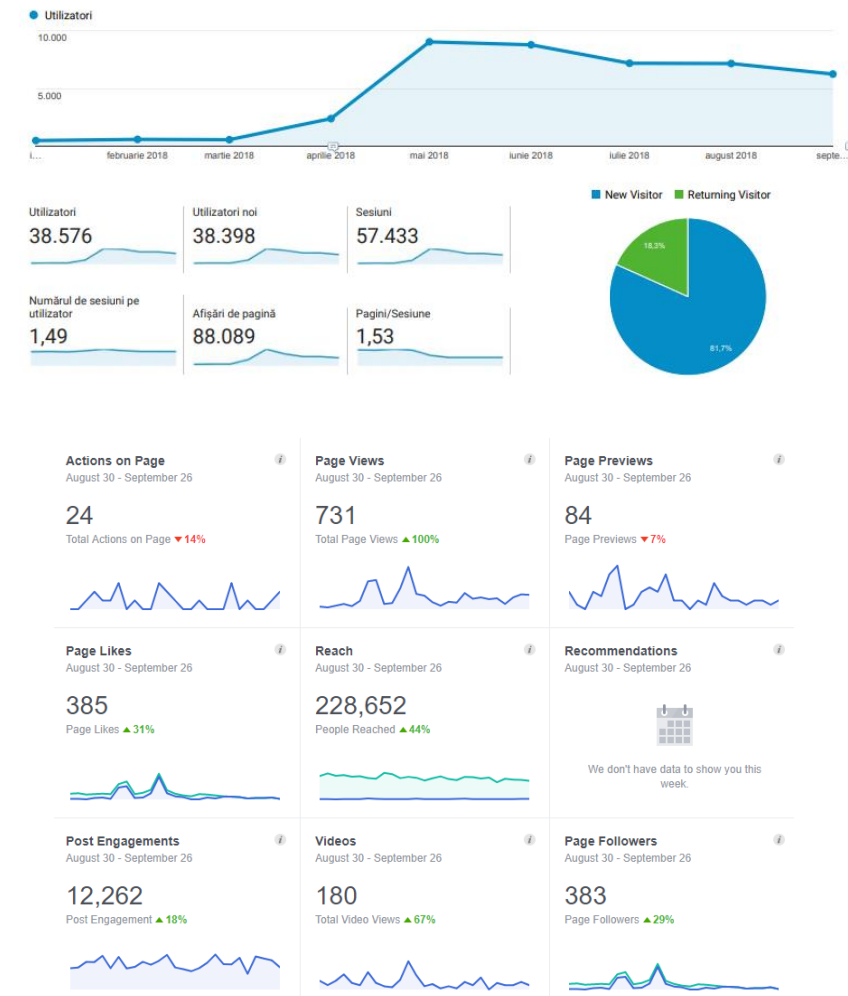 Utilizatori
10.000
5.000
i...
februarie 2018
martie 2018
aprilie 2018
mai 2018
iunie 2018
iulie 2018
august 2018
septe...
New Visitor
Returning Visitor
18,3%
81,7%
Utilizatori
38.576
Utilizatori noi
38.398
Sesiuni
57.433
Numărul de sesiuni pe
utilizator
1,49
Afișări de pagină
88.089
Pagini/Sesiune
1,53
Actions on Page
August 30 - September 26
24
Total Actions on Page ▼14%
Page Views
August 30 - September 26
731
Total Page Views ▲100%
Page Previews
August 30 - September 26
84
Page Previews ▼7%
Page Likes
August 30 - September 26
385
Page Likes ▲31%
Reach
August 30 - September 26
228,652
People Reached ▲44%
Recommendations
August 30 - September 26
We don't have data to show you this
week.
Post Engagements
August 30 - September 26
12,262
Post Engagement ▲18%
Videos
August 30 - September 26
180
Total Video Views ▲67%
Page Followers
August 30 - September 26
383
Page Followers ▲29%